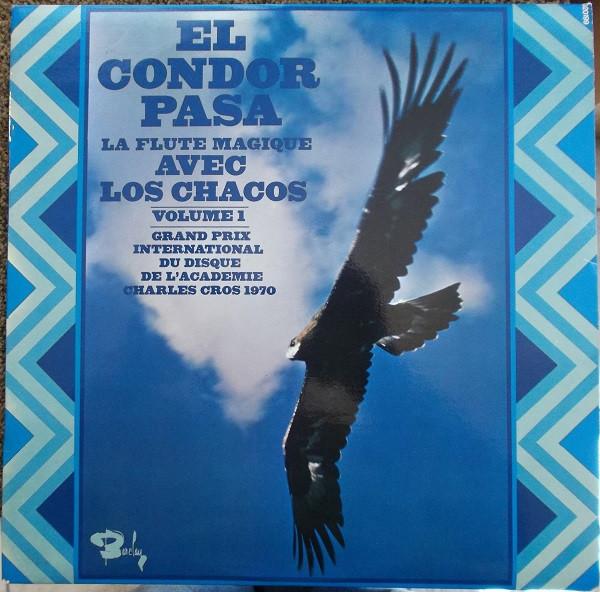 EL
CONDOR
PASA
LA FLUTE MAGIQUE
AVEC
LOS CHACOS
VOLUME 1
GRAND PRIX
INTERNATIONAL
DU DISQUE
DE L'ACADEMIE
CHARLES CROS 1970
Barclay